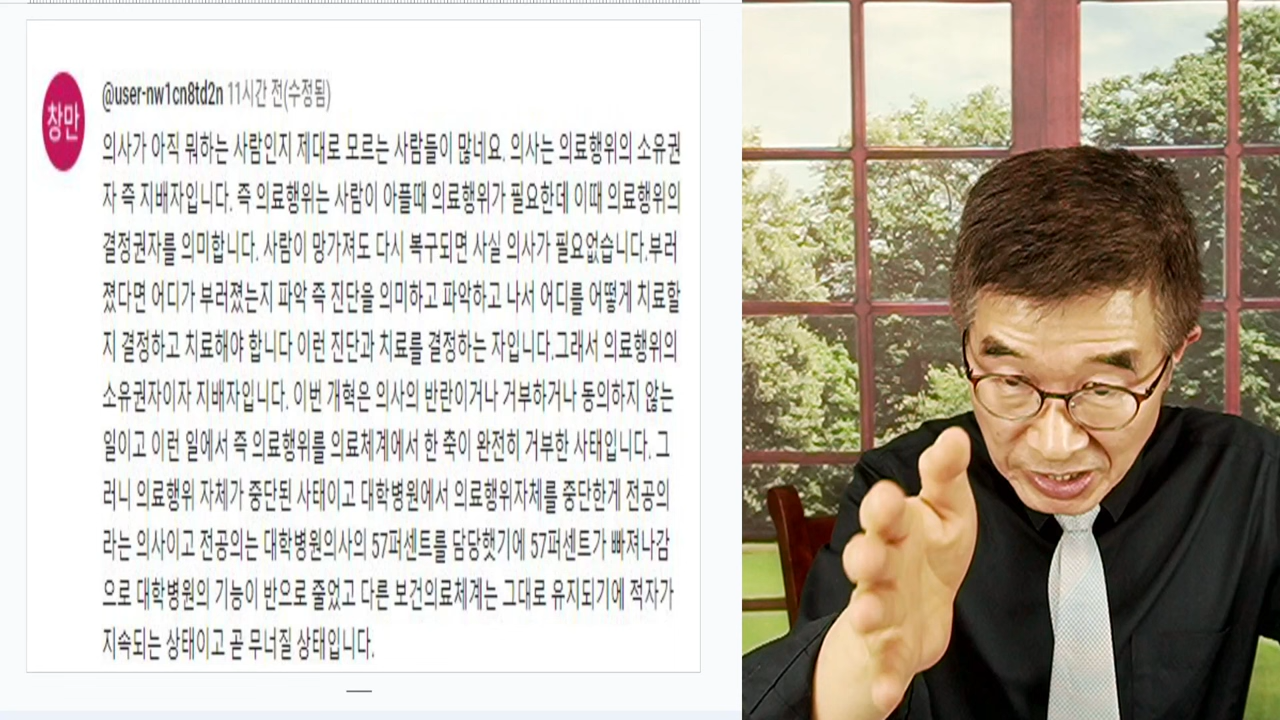 창만
@user-nw1cn8td2n 11시간 전(수정됨)
의사가 아직 뭐하는 사람인지 제대로 모르는 사람들이 많네요. 의사는 의료행위의 소유권
자 즉 지배자입니다. 즉 의료행위는 사람이 아플때 의료행위가 필요한데 이때 의료행위의
결정권자를 의미합니다. 사람이 망가져도 다시 복구되면 사실 의사가 필요없습니다.부러
졌다면 어디가 부러졌는지 파악 즉 진단을 의미하고 파악하고 나서 어디를 어떻게 치료할
지 결정하고 치료해야 합니다 이런 진단과 치료를 결정하는 자입니다.그래서 의료행위의
소유권자이자 지배자입니다. 이번 개혁은 의사의 반란이거나 거부하거나 동의하지 않는
일이고 이런 일에서 즉 의료행위를 의료체계에서 한 축이 완전히 거부한 사태입니다. 그
러니 의료행위 자체가 중단된 사태이고 대학병원에서 의료행위자체를 중단한게 전공의
라는 의사이고 전공의는 대학병원의사의 57퍼센트를 담당햇기에 57퍼센트가 빠져나감
으로 대학병원의 기능이 반으로 줄었고 다른 보건의료체계는 그대로 유지되기에 적자가
지속되는 상태이고 곧 무너질 상태입니다.